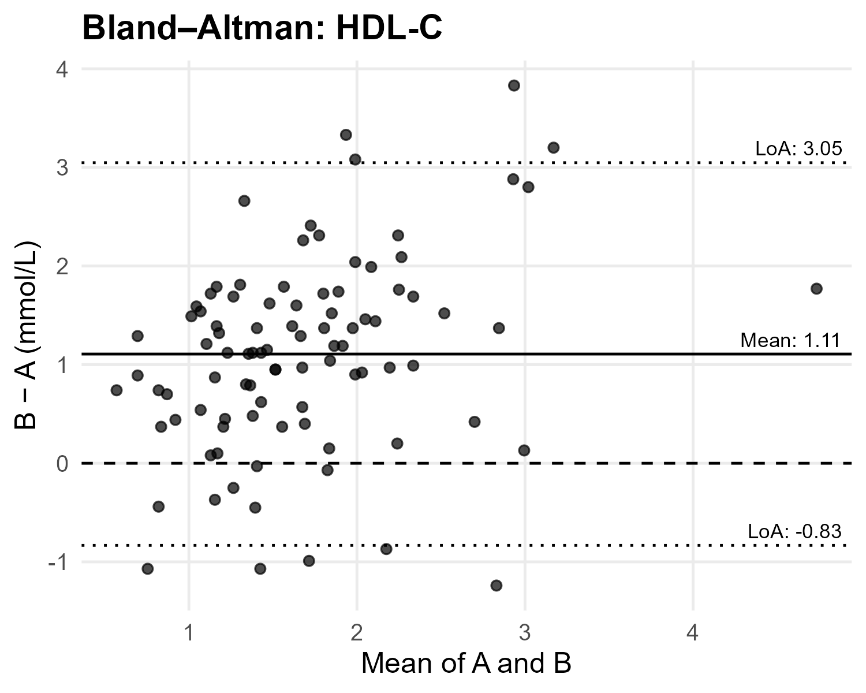 Bland–Altman: HDL-C
B − A (mmol/L)
4
3
2
1
0
-1
LoA: 3.05
Mean: 1.11
LoA: -0.83
1 2 3 4
Mean of A and B